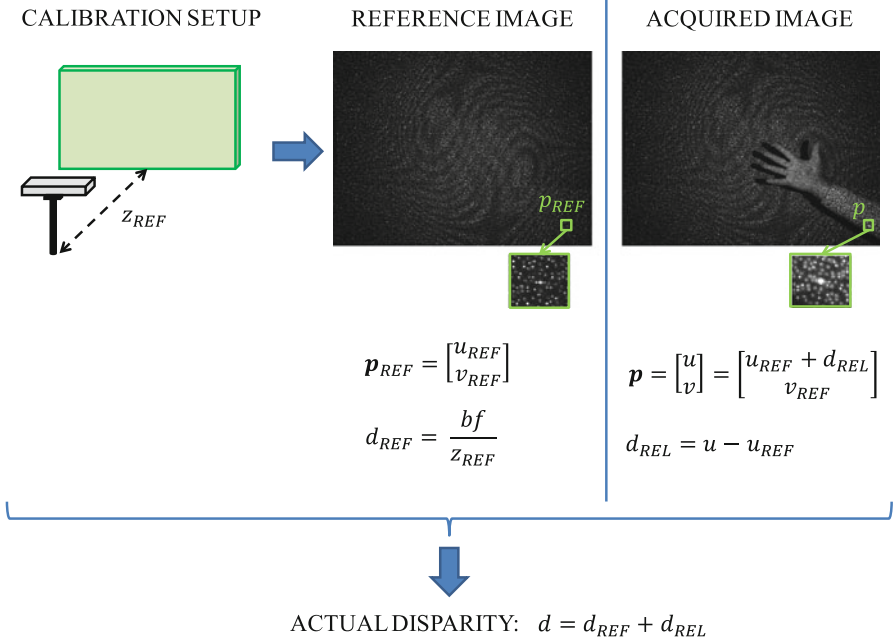 CALIBRATION SETUP
z_REF
REFERENCE IMAGE
p_REF
p_REF = [u_REF
v_REF]
d_REF = bf / z_REF
ACQUIRED IMAGE
p
p = [u
v] = [u_REF + d_REL
v_REF]
d_REL = u − u_REF
ACTUAL DISPARITY: d = d_REF + d_REL